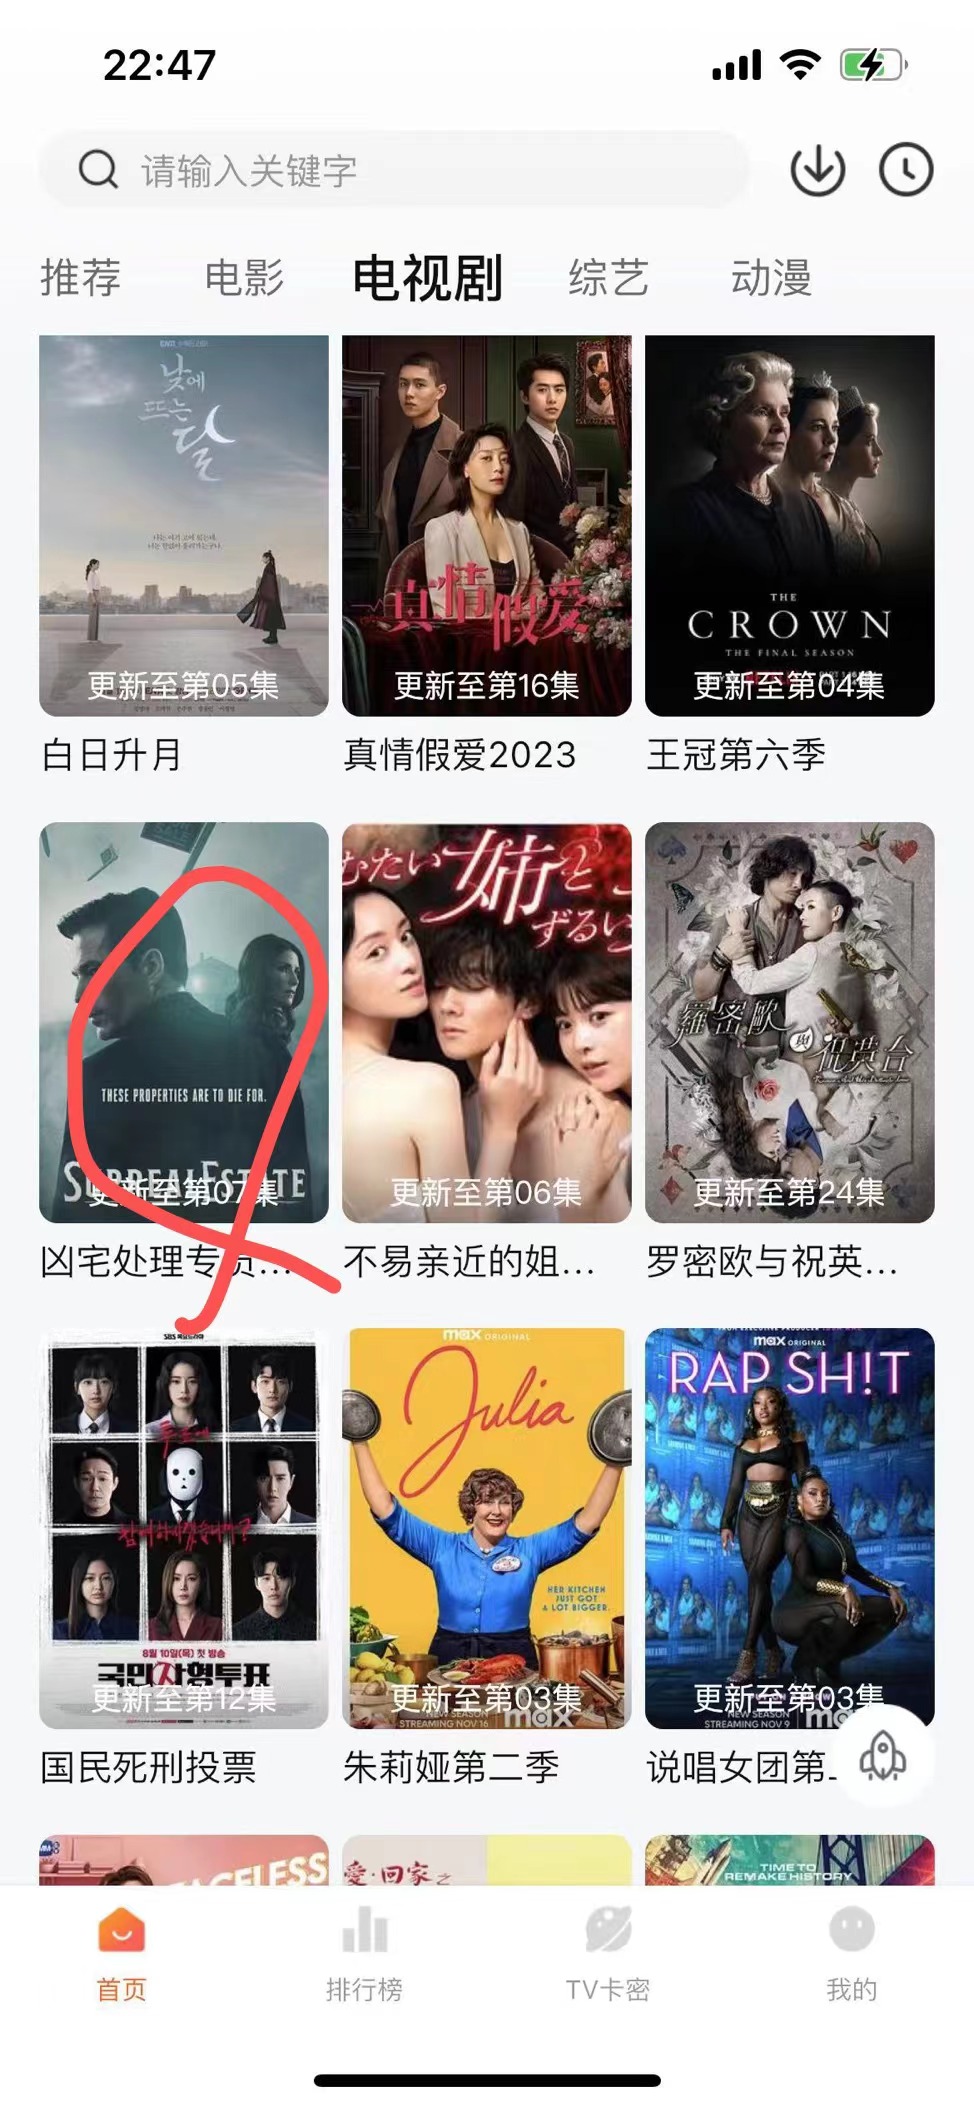 22:47
请输入关键字
推荐 电影 电视剧 综艺 动漫
낮에
뜨는
달
更新至第05集
真情假爱
更新至第16集
THE
CROWN
THE FINAL SEASON
更新至第04集
白日升月 真情假爱2023 王冠第六季
THESE PROPERTIES ARE TO DIE FOR.
SURREALESTATE
更新至第07集
むたい姉と
ずるい
更新至第06集
羅密歐
與
祝英台
更新至第24集
凶宅处理专员... 不易亲近的姐... 罗密欧与祝英...
8월 10일(목) 첫 방송
국민사형투표
更新至第12集
max ORIGINAL
Julia
HER KITCHEN
JUST GOT
A LOT BIGGER.
更新至第03集
NEW SEASON
STREAMING NOV 16
max
max ORIGINAL
RAP SH!T
更新至第03集
NEW SEASON
STREAMING NOV 9
国民死刑投票 朱莉娅第二季 说唱女团第
愛·回家之
TIME TO
REMAKE HISTORY
首页 排行榜 TV卡密 我的